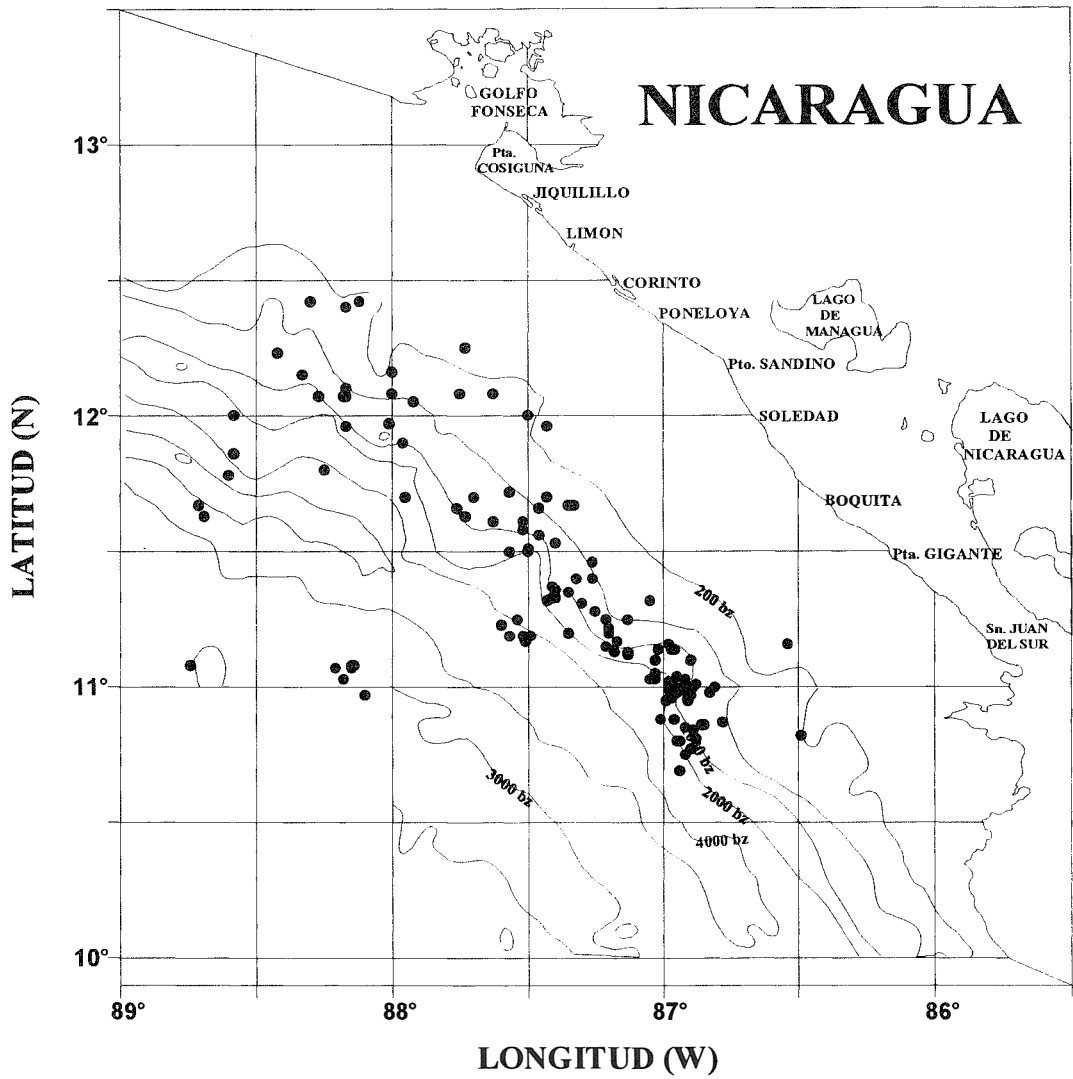 NICARAGUA
GOLFO
FONSECA
13°
Pta.
COSIGUNA
JIQUILILLO
LIMON
CORINTO
PONELOYA
LAGO
DE
MANAGUA
Pto. SANDINO
12°
SOLEDAD
LAGO
DE
NICARAGUA
BOQUITA
Pta. GIGANTE
200 bz
Sn. JUAN
DEL SUR
11°
bz
3000 bz
2000 bz
4000 bz
10°
89°
88°
87°
86°
LATITUD (N)
LONGITUD (W)